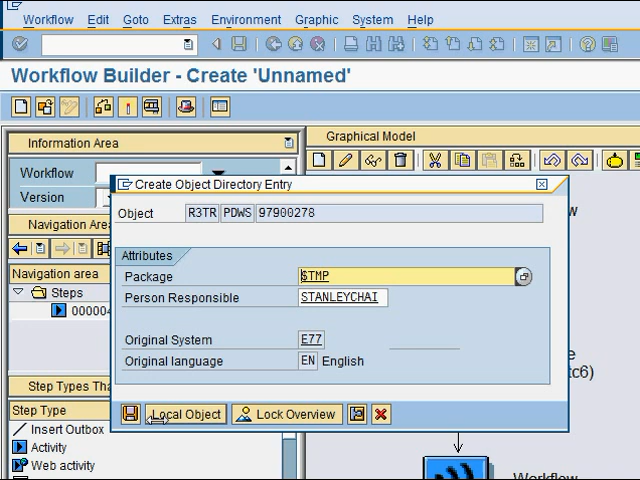 Workflow Edit Goto Extras Environment Graphic System Help
Workflow Builder - Create 'Unnamed'
Information Area
Graphical Model
Workflow
Version
Create Object Directory Entry
Object R3TR PDWS 97900278
Attributes
Package $TMP
Person Responsible STANLEYCHAI
Original System E77
Original language EN English
Local Object Lock Overview
Navigation Area
Navigation area
Steps
000004
Step Types Tha
Step Type
Insert Outbox
Activity
Web activity
w
e
tc6)
Workflow